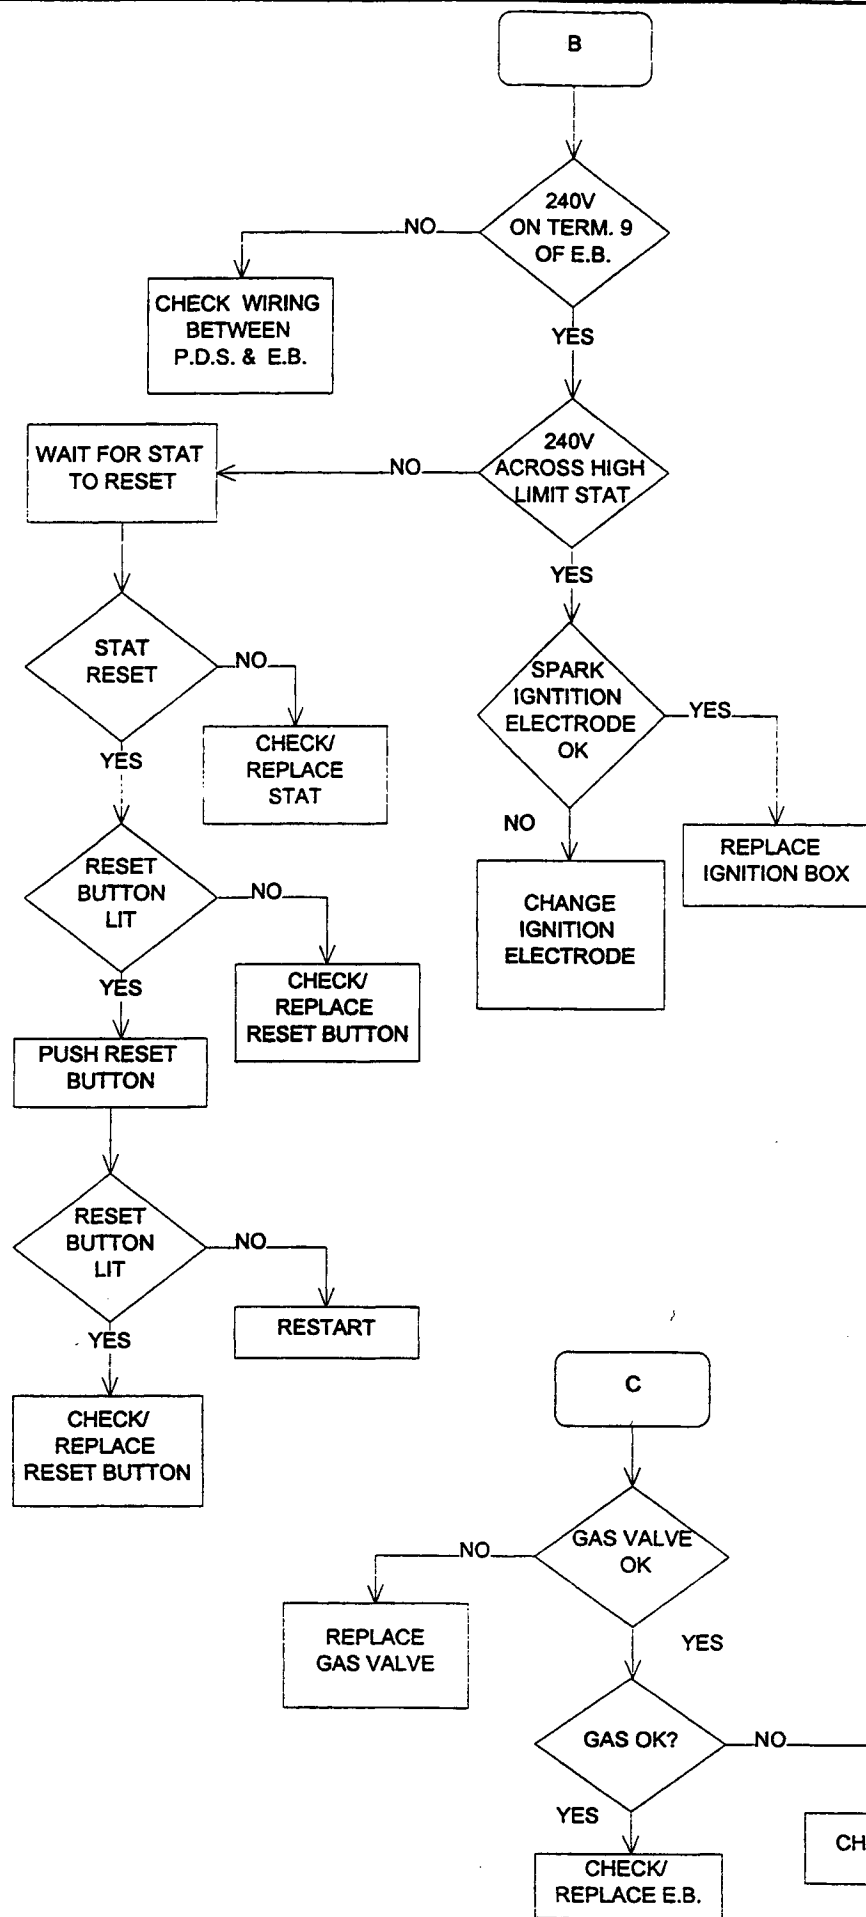 B
240V
ON TERM. 9
OF E.B.
NO
CHECK WIRING
BETWEEN
P.D.S. & E.B.
YES
240V
ACROSS HIGH
LIMIT STAT
NO
WAIT FOR STAT
TO RESET
YES
STAT
RESET
NO
CHECK/
REPLACE
STAT
SPARK
IGNTITION
ELECTRODE
OK
YES
REPLACE
IGNITION BOX
NO
CHANGE
IGNITION
ELECTRODE
YES
RESET
BUTTON
LIT
NO
CHECK/
REPLACE
RESET BUTTON
YES
PUSH RESET
BUTTON
RESET
BUTTON
LIT
NO
RESTART
YES
CHECK/
REPLACE
RESET BUTTON
C
GAS VALVE
OK
NO
REPLACE
GAS VALVE
YES
GAS OK?
NO
YES
CH
CHECK/
REPLACE E.B.